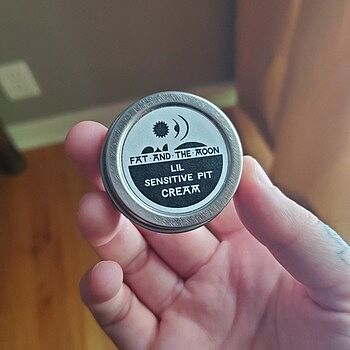 FAT·AND·THE·MOON
LIL
SENSITIVE PIT
CREAM